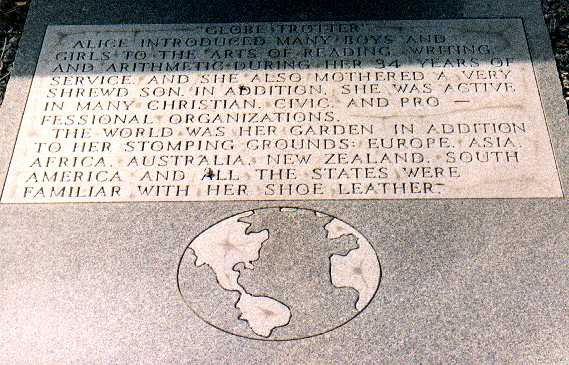 "GLOBE TROTTER"
ALICE INTRODUCED MANY BOYS AND
GIRLS TO THE "ARTS OF READING, WRITING,
AND ARITHMETIC DURING HER 34 YEARS OF
SERVICE, AND SHE ALSO MOTHERED A VERY
SHREWD SON. IN ADDITION, SHE WAS ACTIVE
IN MANY CHRISTIAN, CIVIC, AND PRO —
FESSIONAL ORGANIZATIONS.
THE WORLD WAS HER GARDEN IN ADDITION
TO HER STOMPING GROUNDS: EUROPE, ASIA,
AFRICA, AUSTRALIA, NEW ZEALAND, SOUTH
AMERICA AND ALL THE STATES WERE
FAMILIAR WITH HER SHOE LEATHER."